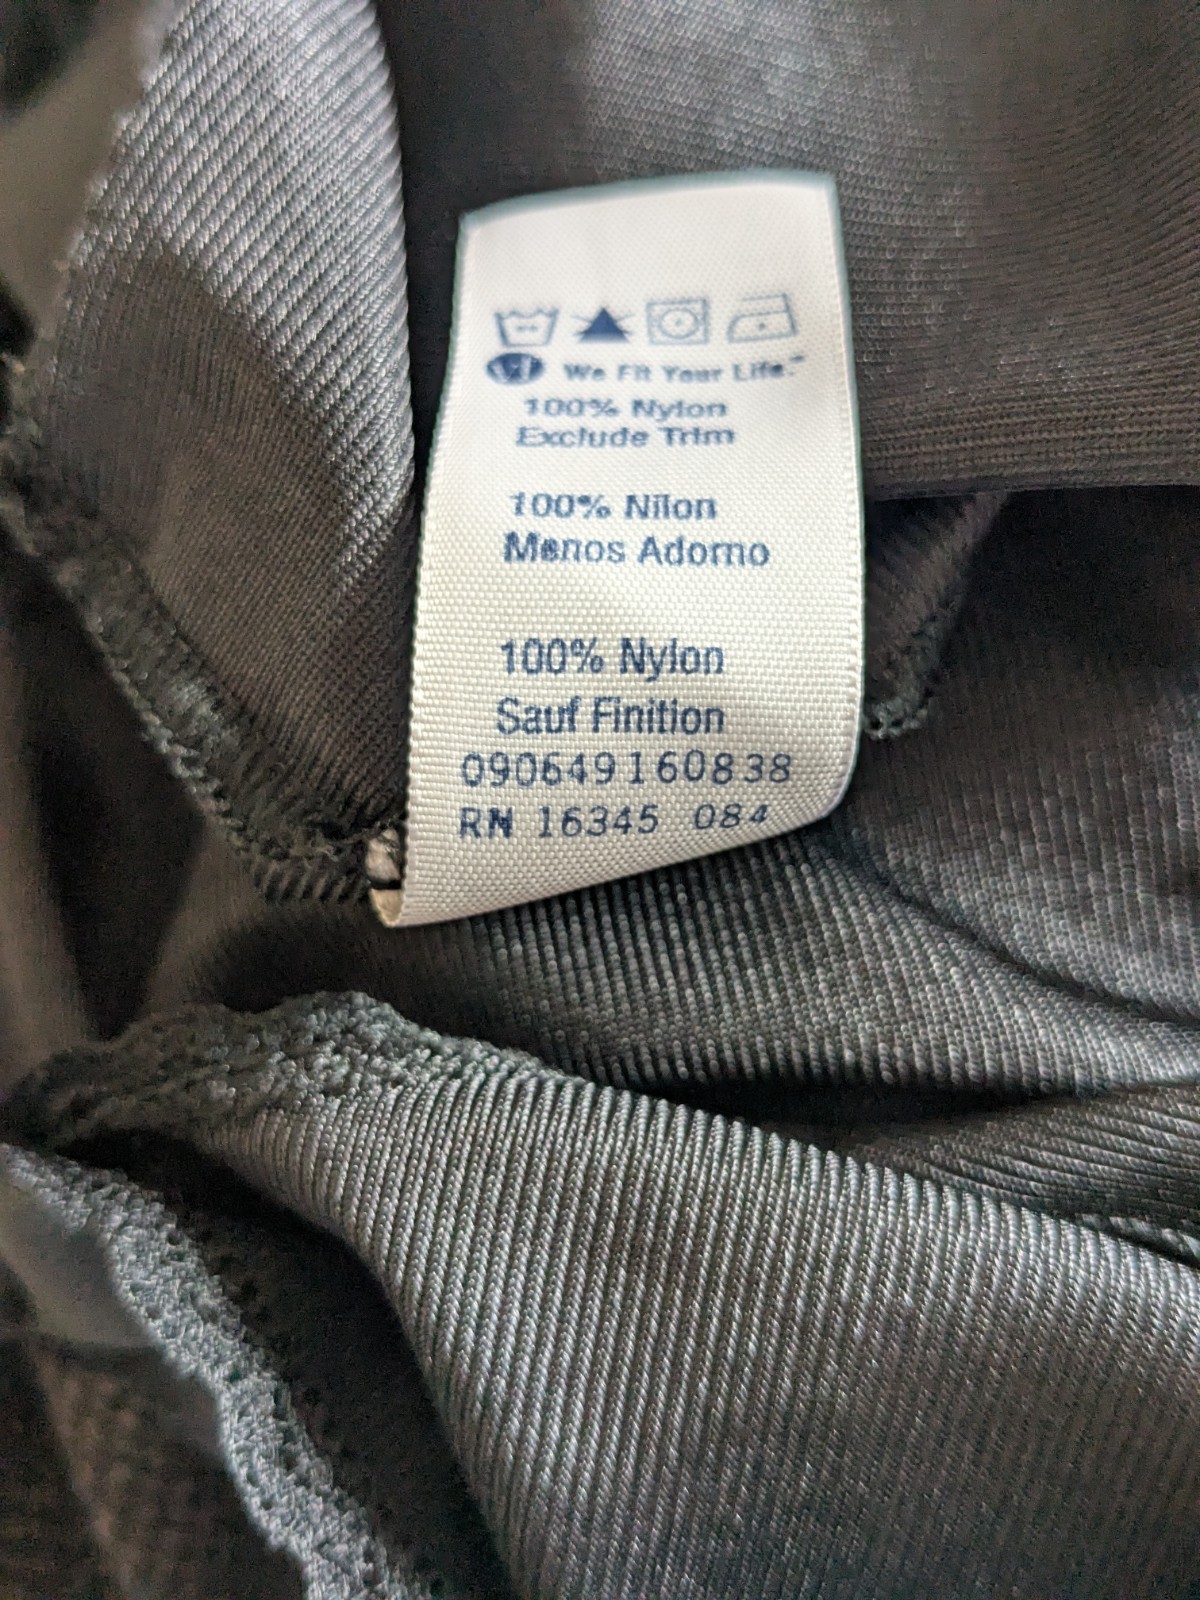 We Fit Your Life.™
100% Nylon
Exclude Trim
100% Nilon
Menos Adorno
100% Nylon
Sauf Finition
090649160838
RN 16345 084